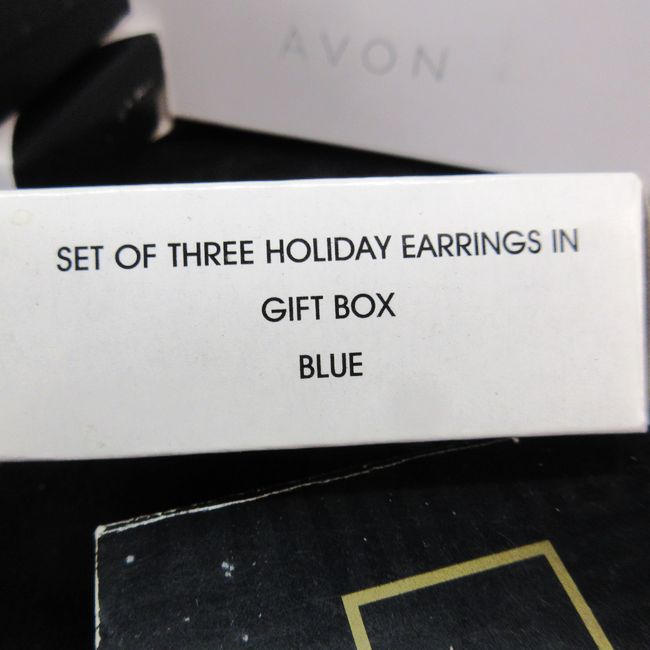 AVON
SET OF THREE HOLIDAY EARRINGS IN
GIFT BOX
BLUE